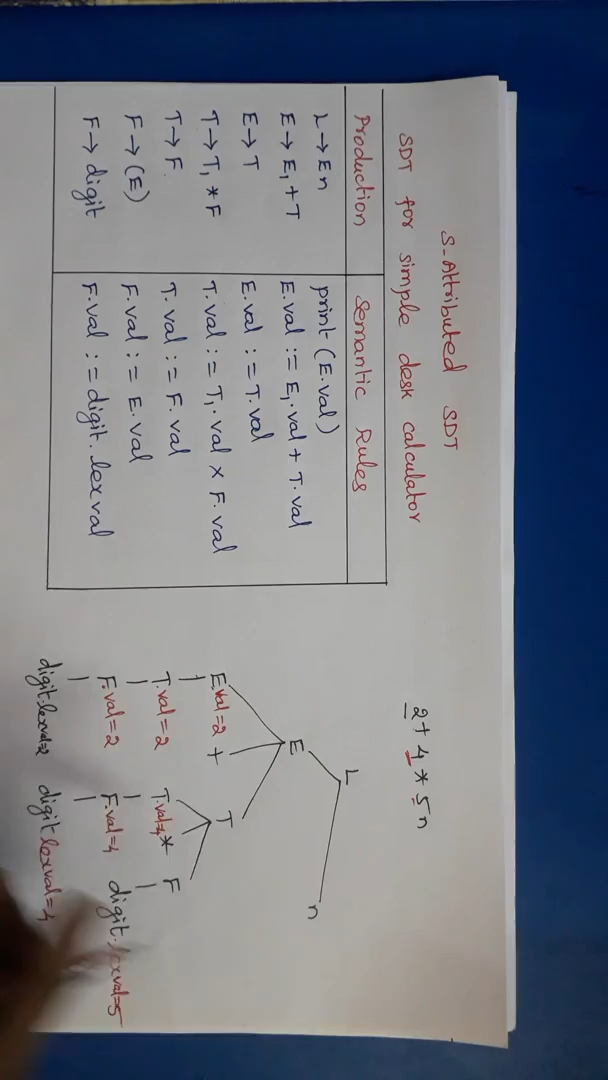 S-Attributed SDT
SDT for simple desk calculator
Production Semantic Rules
L → En print (E.val)
E → E₁ + T E.val := E₁.val + T.val
E → T E.val := T.val
T → T₁ * F T.val := T₁.val × F.val
T → F. T.val := F.val
F → (E) F.val := E.val
F → digit F.val := digit.lexval
2 + 4 * 5n
L
E n
E.val=2 + T
T.val=2 T.val=4 * F
F.val=2 F.val=4 digit.lexval=5
digit.lexval=2 digit.lexval=4